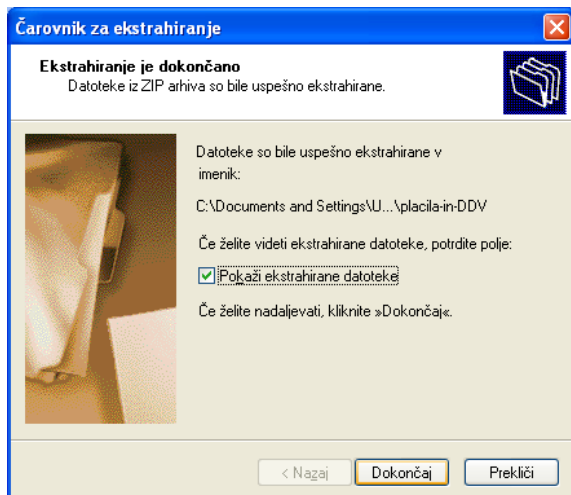 Čarovnik za ekstrahiranje
Ekstrahiranje je dokončano
Datoteke iz ZIP arhiva so bile uspešno ekstrahirane.
Datoteke so bile uspešno ekstrahirane v
imenik:
C:\Documents and Settings\U...\placila-in-DDV
Če želite videti ekstrahirane datoteke, potrdite polje:
Pokaži ekstrahirane datoteke
Če želite nadaljevati, kliknite »Dokončaj«.
< Nazaj
Dokončaj
Prekliči